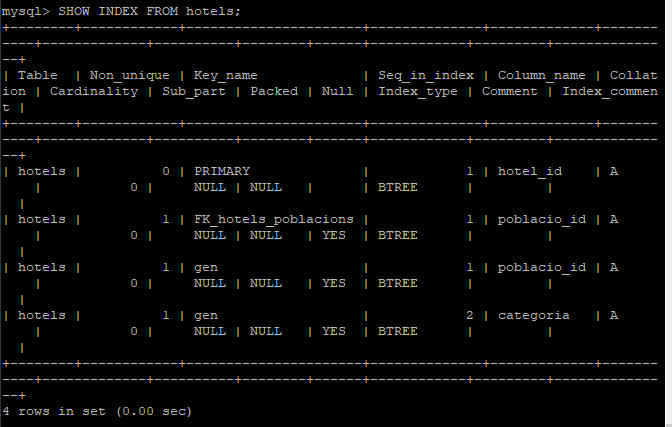 mysql> SHOW INDEX FROM hotels;
+--------+------------+----------------------+--------------+-------------+-------
----+-------------+----------+--------+------+------------+---------+-------------
--+
| Table  | Non_unique | Key_name             | Seq_in_index | Column_name | Collat
ion | Cardinality | Sub_part | Packed | Null | Index_type | Comment | Index_commen
t |
+--------+------------+----------------------+--------------+-------------+-------
----+-------------+----------+--------+------+------------+---------+-------------
--+
| hotels |          0 | PRIMARY              |            1 | hotel_id    | A
    |           0 |     NULL | NULL   |      | BTREE      |         |
  |
| hotels |          1 | FK_hotels_poblacions |            1 | poblacio_id | A
    |           0 |     NULL | NULL   | YES  | BTREE      |         |
  |
| hotels |          1 | gen                  |            1 | poblacio_id | A
    |           0 |     NULL | NULL   | YES  | BTREE      |         |
  |
| hotels |          1 | gen                  |            2 | categoria   | A
    |           0 |     NULL | NULL   | YES  | BTREE      |         |
  |
+--------+------------+----------------------+--------------+-------------+-------
----+-------------+----------+--------+------+------------+---------+-------------
--+
4 rows in set (0.00 sec)